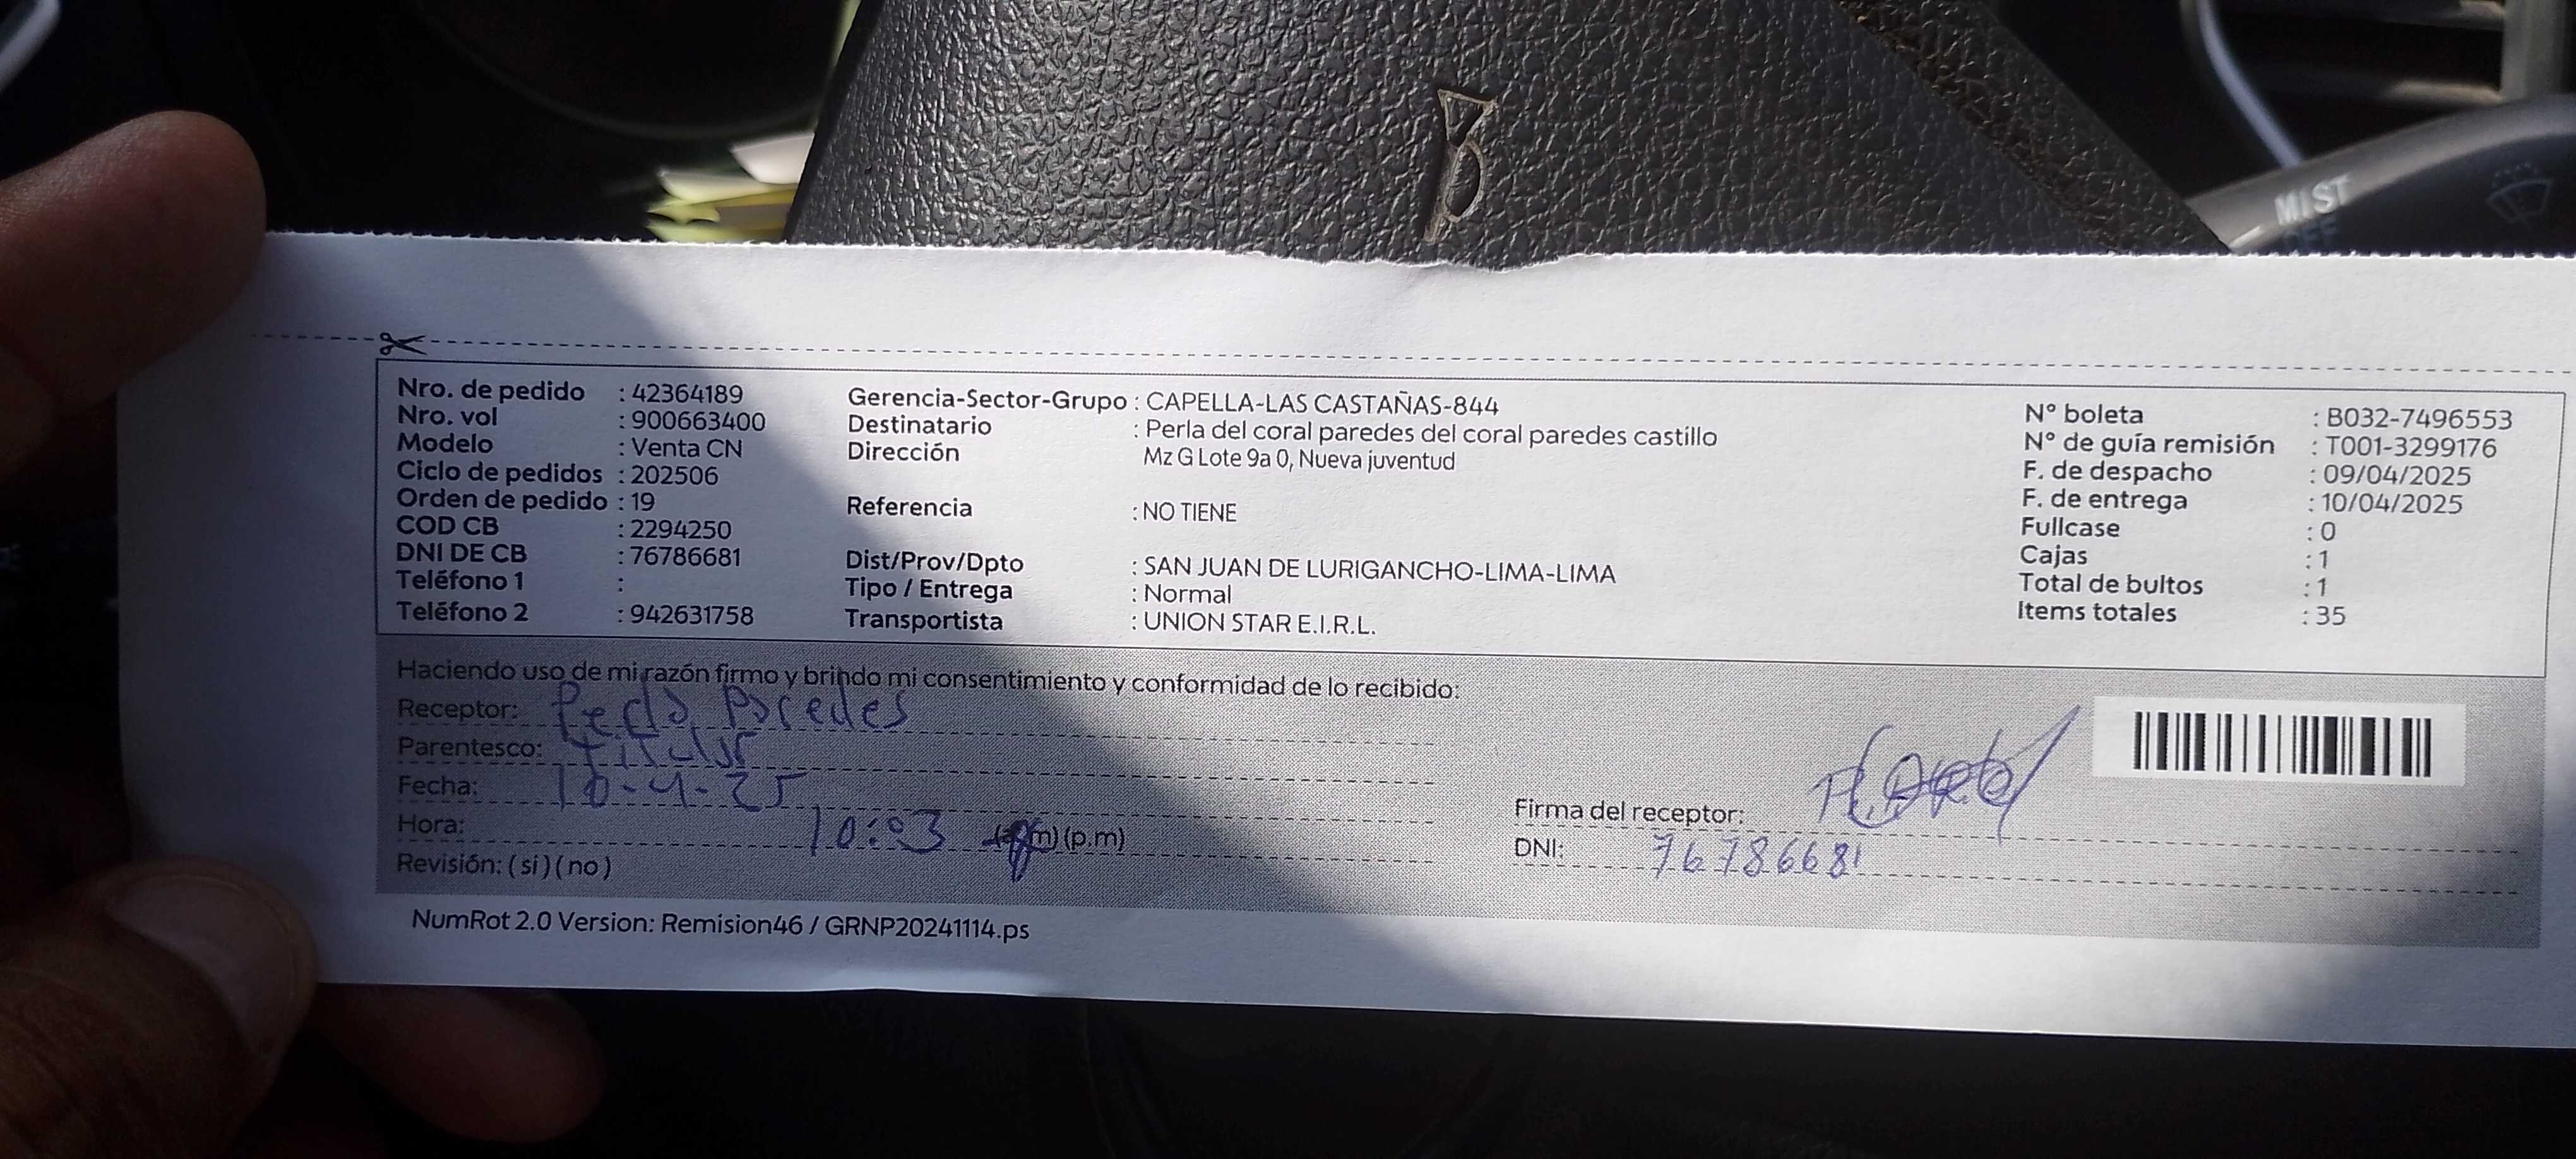 MIST
OFF
Nro. de pedido : 42364189
Nro. vol : 900663400
Modelo : Venta CN
Ciclo de pedidos : 202506
Orden de pedido : 19
COD CB : 2294250
DNI DE CB : 76786681
Teléfono 1 :
Teléfono 2 : 942631758
Gerencia-Sector-Grupo : CAPELLA-LAS CASTAÑAS-844
Destinatario : Perla del coral paredes del coral paredes castillo
Dirección Mz G Lote 9a 0, Nueva juventud
Referencia : NO TIENE
Dist/Prov/Dpto : SAN JUAN DE LURIGANCHO-LIMA-LIMA
Tipo / Entrega : Normal
Transportista : UNION STAR E.I.R.L.
N° boleta : B032-7496553
N° de guía remisión : T001-3299176
F. de despacho : 09/04/2025
F. de entrega : 10/04/2025
Fullcase : 0
Cajas : 1
Total de bultos : 1
Items totales : 35
Haciendo uso de mi razón firmo y brindo mi consentimiento y conformidad de lo recibido:
Receptor: Perla Paredes
Parentesco: titular
Fecha: 10-4-25
Hora: 10:03 (a.m) (p.m)
Revisión: ( si ) ( no )
Firma del receptor:
DNI: 76786681
NumRot 2.0 Version: Remision46 / GRNP20241114.ps